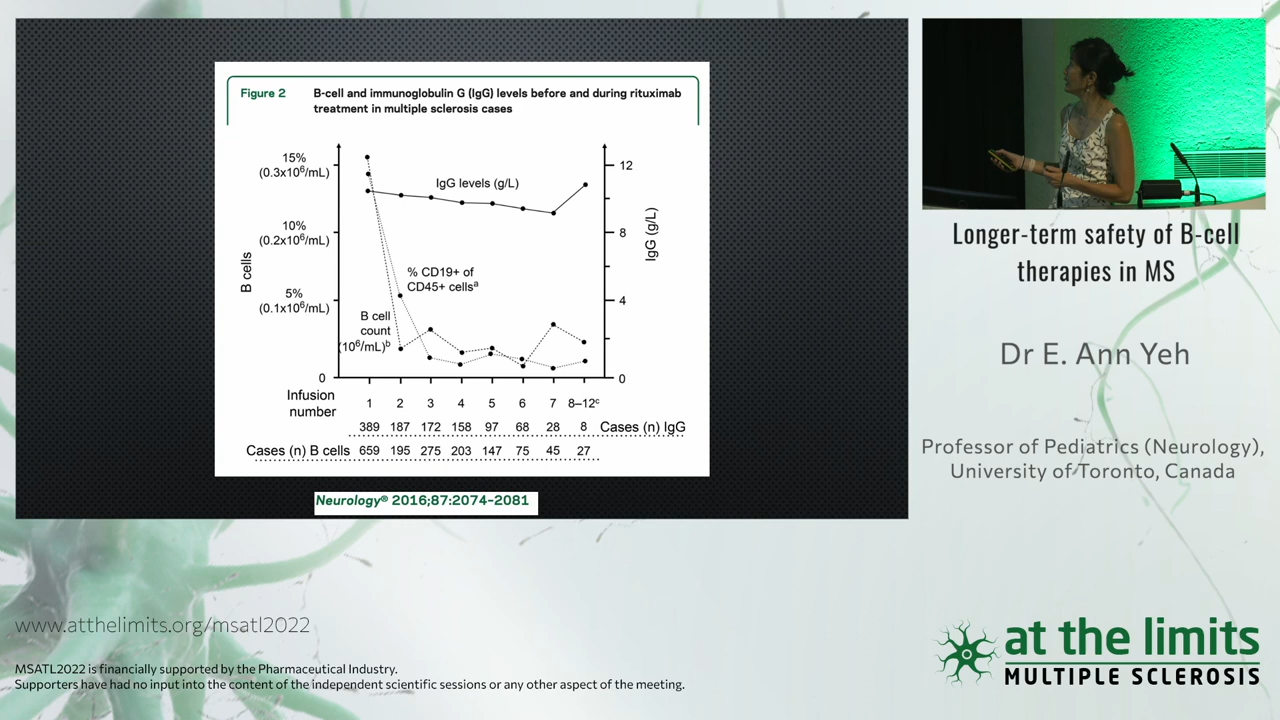 Figure 2 B-cell and immunoglobulin G (IgG) levels before and during rituximab
treatment in multiple sclerosis cases
15%
(0.3x10⁶/mL)
10%
(0.2x10⁶/mL)
5%
(0.1x10⁶/mL)
0
B cells
IgG levels (g/L)
% CD19+ of
CD45+ cellsᵃ
B cell
count
(10⁶/mL)ᵇ
12
8
4
0
IgG (g/L)
Infusion
number
1 2 3 4 5 6 7 8–12ᶜ
389 187 172 158 97 68 28 8 Cases (n) IgG
Cases (n) B cells 659 195 275 203 147 75 45 27
Neurology® 2016;87:2074–2081
Longer-term safety of B-cell
therapies in MS
Dr E. Ann Yeh
Professor of Pediatrics (Neurology),
University of Toronto, Canada
www.atthelimits.org/msatl2022
MSATL2022 is financially supported by the Pharmaceutical Industry.
Supporters have had no input into the content of the independent scientific sessions or any other aspect of the meeting.
at the limits
MULTIPLE SCLEROSIS